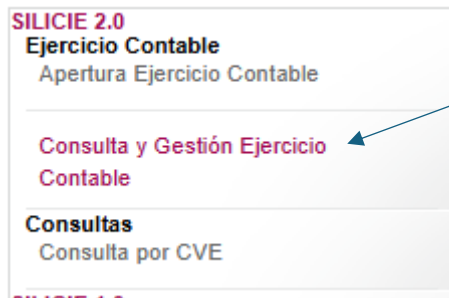 SILICIE 2.0
Ejercicio Contable
Apertura Ejercicio Contable
Consulta y Gestión Ejercicio
Contable
Consultas
Consulta por CVE